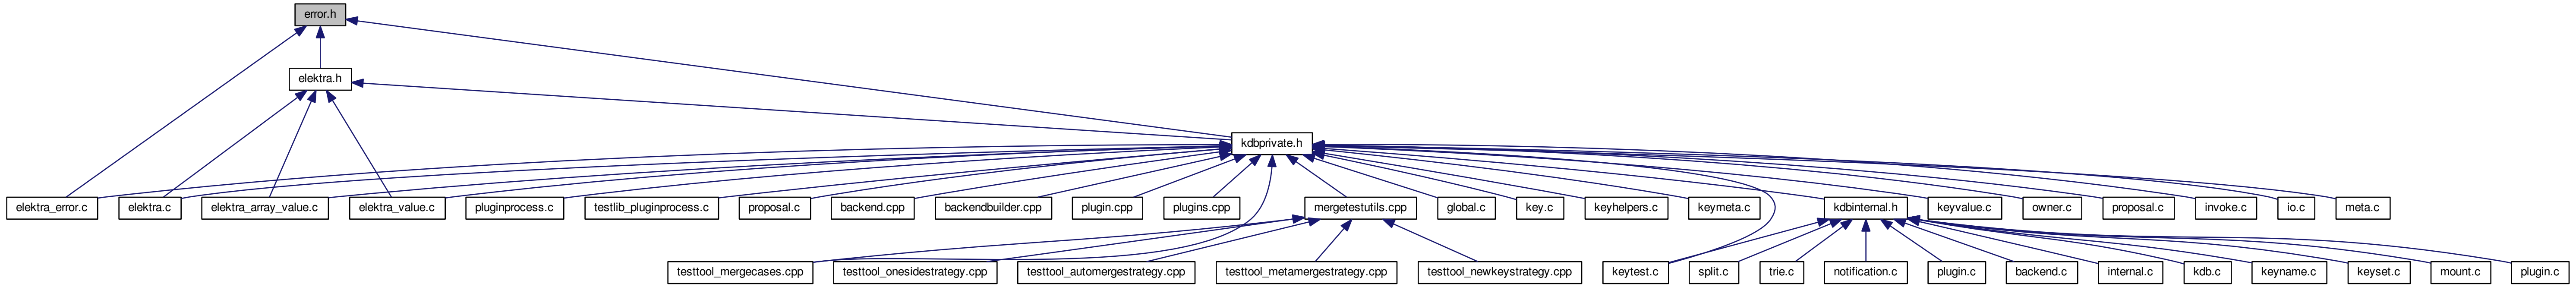 error.h
elektra.h
kdbprivate.h
elektra_error.c
elektra.c
elektra_array_value.c
elektra_value.c
pluginprocess.c
testlib_pluginprocess.c
proposal.c
backend.cpp
backendbuilder.cpp
plugin.cpp
plugins.cpp
mergetestutils.cpp
global.c
key.c
keyhelpers.c
keymeta.c
kdbinternal.h
keyvalue.c
owner.c
proposal.c
invoke.c
io.c
meta.c
testtool_mergecases.cpp
testtool_onesidestrategy.cpp
testtool_automergestrategy.cpp
testtool_metamergestrategy.cpp
testtool_newkeystrategy.cpp
keytest.c
split.c
trie.c
notification.c
plugin.c
backend.c
internal.c
kdb.c
keyname.c
keyset.c
mount.c
plugin.c